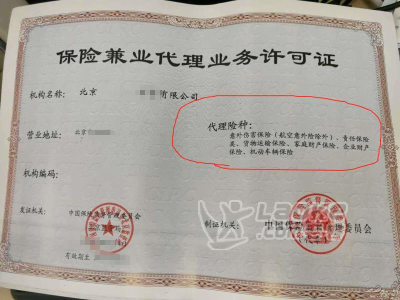 保险兼业代理业务许可证
机构名称：北京 有限公司
代理险种：
意外伤害保险（航空意外险除外）、责任保险
类、货物运输保险、家庭财产保险、企业财产
保险、机动车辆保险
营业地址：北京
机构编码：
发证机关：
中国保险监督管理委员会
制证机关：
中国保险监督管理委员会
有效期至